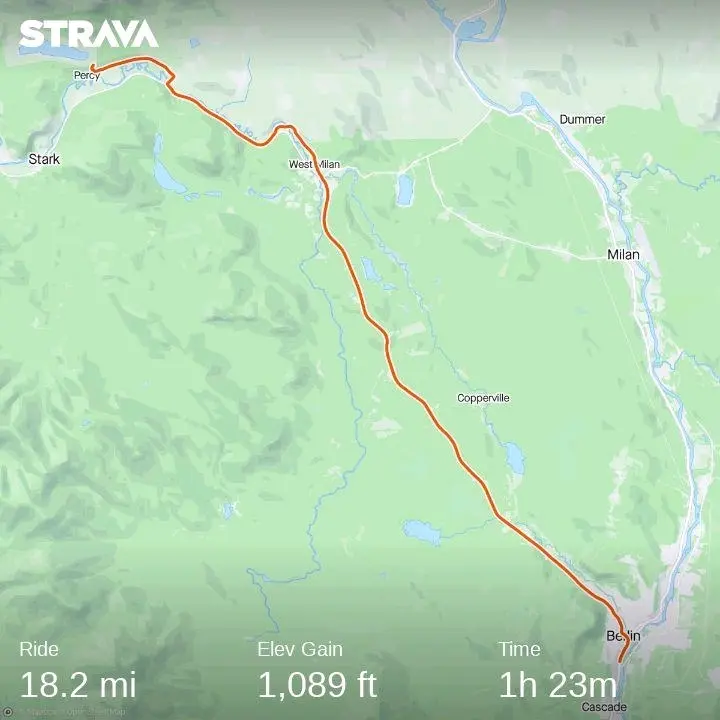 STRAVA
Percy
Dummer
Stark
West Milan
Milan
Copperville
Berlin
Ride
Elev Gain
Time
18.2 mi
1,089 ft
1h 23m
Cascade